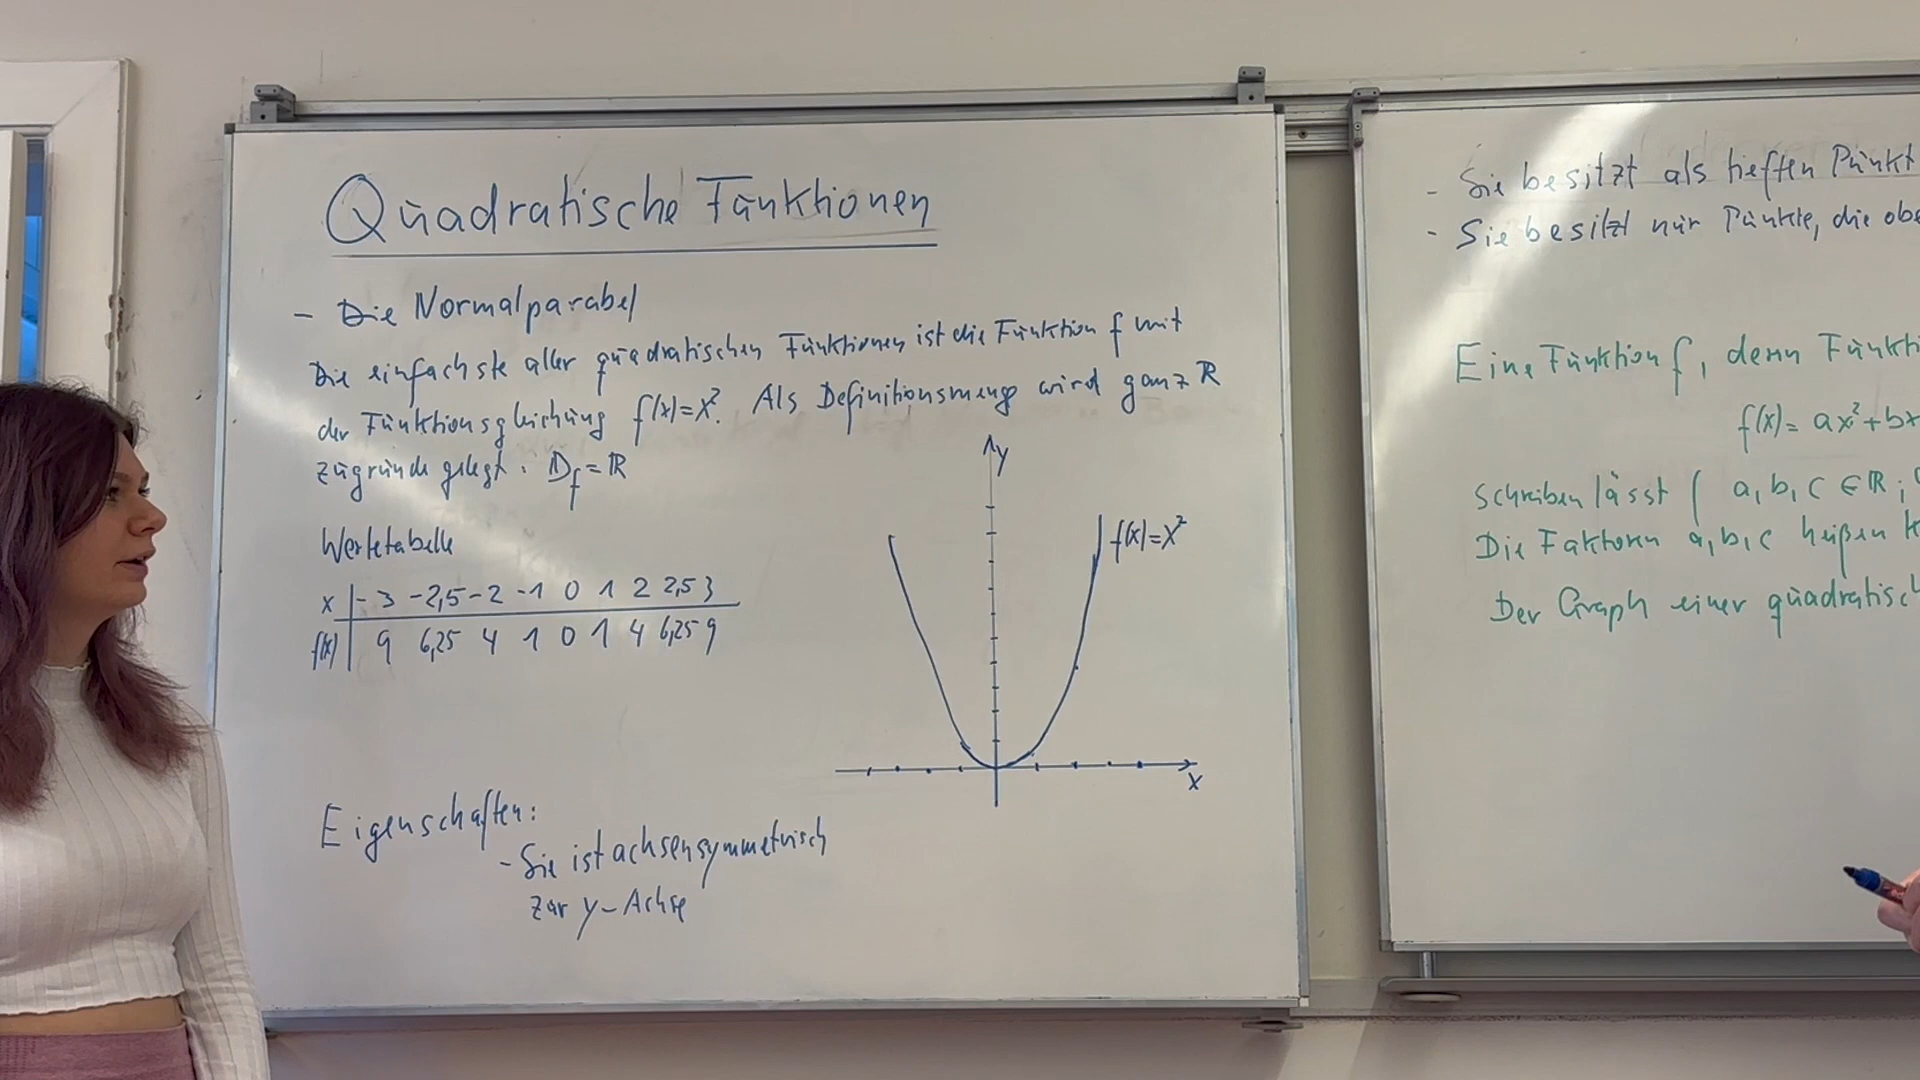 Quadratische Funktionen
- Die Normalparabel
Die einfachste aller quadratischen Funktionen ist die Funktion f mit
der Funktionsgleichung f(x)=x². Als Definitionsmenge wird ganz ℝ
zugrunde gelegt. D_f = ℝ
Wertetabelle
x | -3 -2,5 -2 -1 0 1 2 2,5 3
f(x) | 9 6,25 4 1 0 1 4 6,25 9
y
f(x)=x²
x
Eigenschaften:
- Sie ist achsensymmetrisch
zur y-Achse
- Sie besitzt als tieften Punkt
- Sie besitzt nur Punkte, die obe
Eine Funktion f, deren Funkti
f(x)= ax²+bx
Schreiben lässt ( a, b, c ∈ ℝ ;
Die Faktoren a, b, c heißen K
Der Graph einer quadratisch